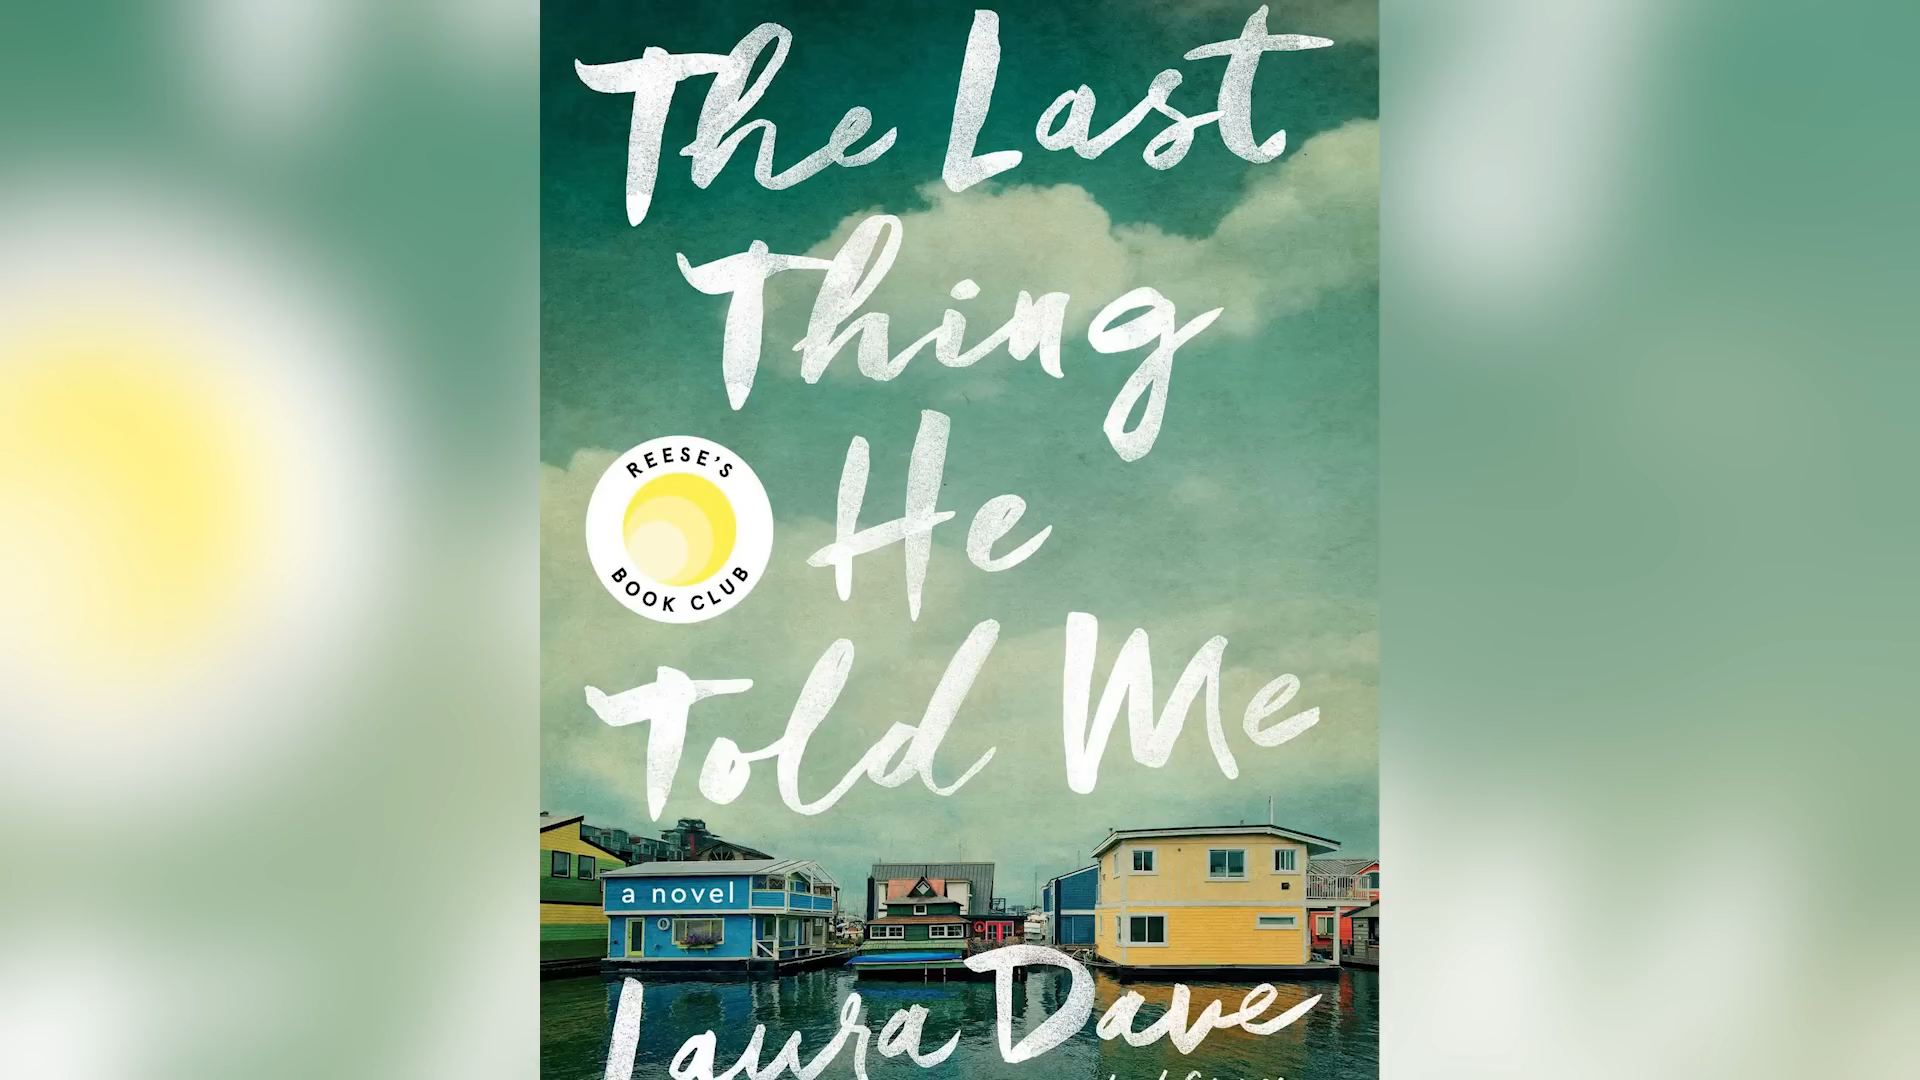 The Last
Thing
He
Told Me
REESE'S
BOOK CLUB
a novel
Laura Dave